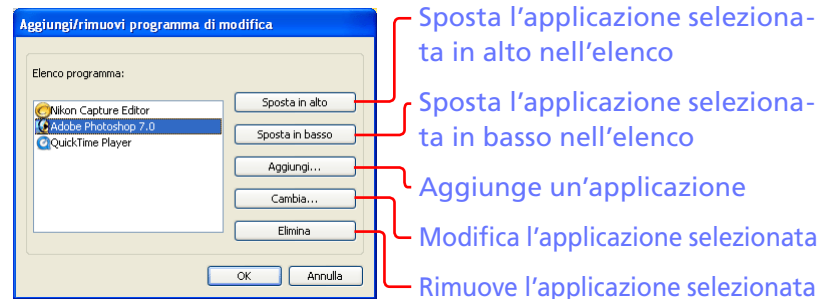 Aggiungi/rimuovi programma di modifica
Elenco programma:
Nikon Capture Editor
Adobe Photoshop 7.0
QuickTime Player
Sposta in alto
Sposta in basso
Aggiungi...
Cambia...
Elimina
OK
Annulla
Sposta l’applicazione seleziona-
ta in alto nell’elenco
Sposta l’applicazione seleziona-
ta in basso nell’elenco
Aggiunge un’applicazione
Modifica l’applicazione selezionata
Rimuove l’applicazione selezionata